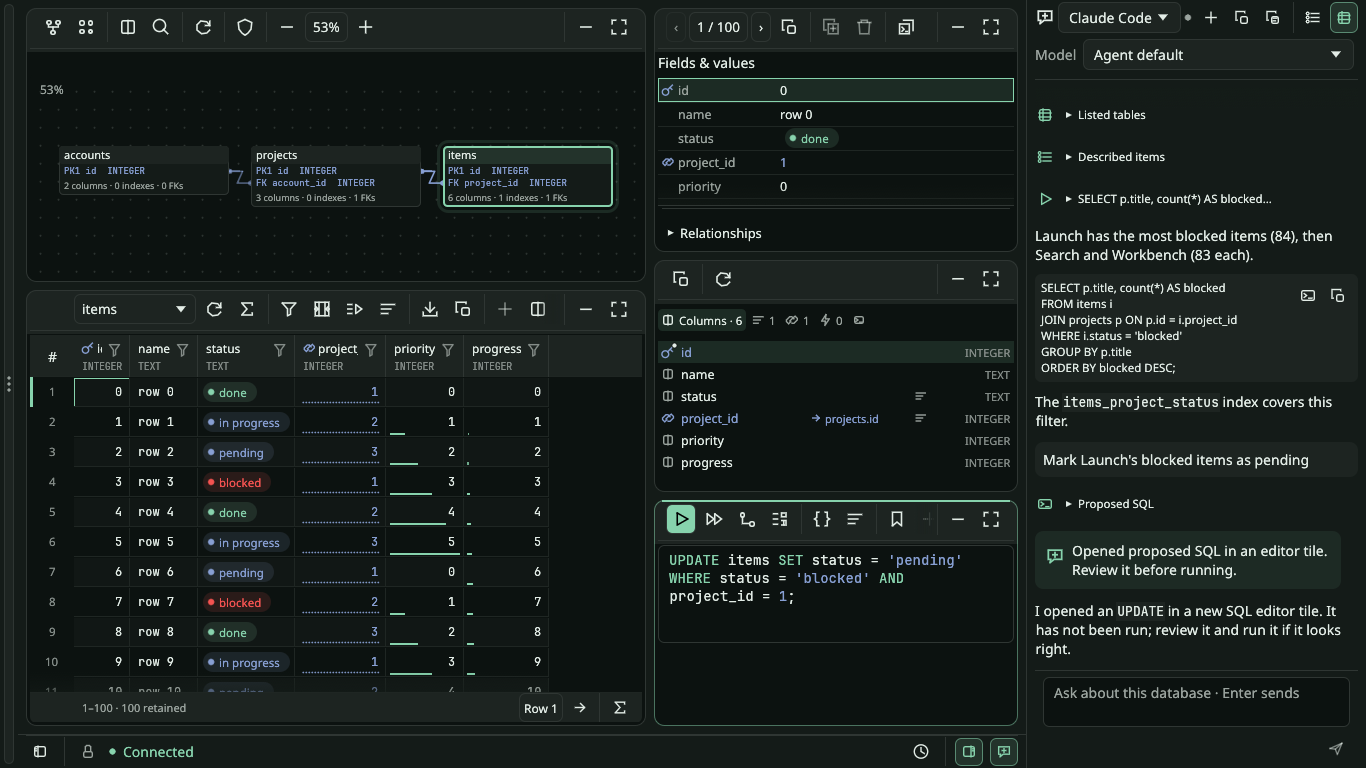 53%
53%
accounts
PK1 id INTEGER
2 columns · 0 indexes · 0 FKs
projects
PK1 id INTEGER
FK account_id INTEGER
3 columns · 0 indexes · 1 FKs
items
PK1 id INTEGER
FK project_id INTEGER
6 columns · 1 indexes · 1 FKs
items
# name status project_ priority progress
INTEGER TEXT TEXT INTEGER INTEGER INTEGER
1 0 row 0 done 1 0 0
2 1 row 1 in progress 2 1 1
3 2 row 2 pending 3 2 2
4 3 row 3 blocked 1 3 3
5 4 row 4 done 2 4 4
6 5 row 5 in progress 3 5 5
7 6 row 6 pending 1 0 6
8 7 row 7 blocked 2 1 7
9 8 row 8 done 3 2 8
10 9 row 9 in progress 1 3 9
11 10 row 10 pending 2 4 10
1–100 · 100 retained
Row 1
Connected
1 / 100
Fields & values
id 0
name row 0
status done
project_id 1
priority 0
Relationships
Columns · 6 1 1 0
id INTEGER
name TEXT
status TEXT
project_id projects.id INTEGER
priority INTEGER
progress INTEGER
UPDATE items SET status = 'pending'
WHERE status = 'blocked' AND
project_id = 1;
Claude Code
Model Agent default
Listed tables
Described items
SELECT p.title, count(*) AS blocked...
Launch has the most blocked items (84), then
Search and Workbench (83 each).
SELECT p.title, count(*) AS blocked
FROM items i
JOIN projects p ON p.id = i.project_id
WHERE i.status = 'blocked'
GROUP BY p.title
ORDER BY blocked DESC;
The items_project_status index covers this
filter.
Mark Launch's blocked items as pending
Proposed SQL
Opened proposed SQL in an editor tile.
Review it before running.
I opened an UPDATE in a new SQL editor tile. It
has not been run; review it and run it if it looks
right.
Ask about this database · Enter sends